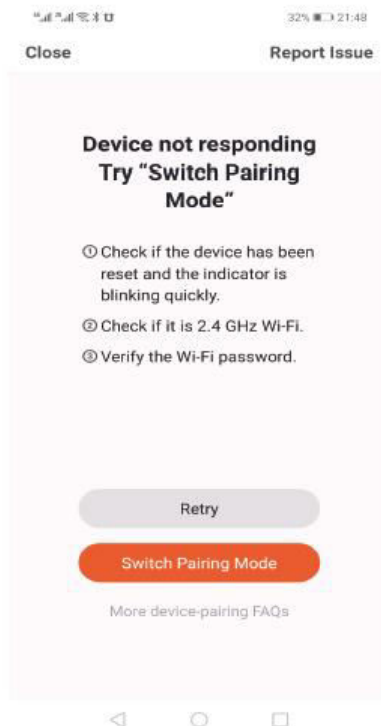 32% 21:48
Close Report Issue
Device not responding
Try “Switch Pairing
Mode”
① Check if the device has been
reset and the indicator is
blinking quickly.
② Check if it is 2.4 GHz Wi-Fi.
③ Verify the Wi-Fi password.
Retry
Switch Pairing Mode
More device-pairing FAQs